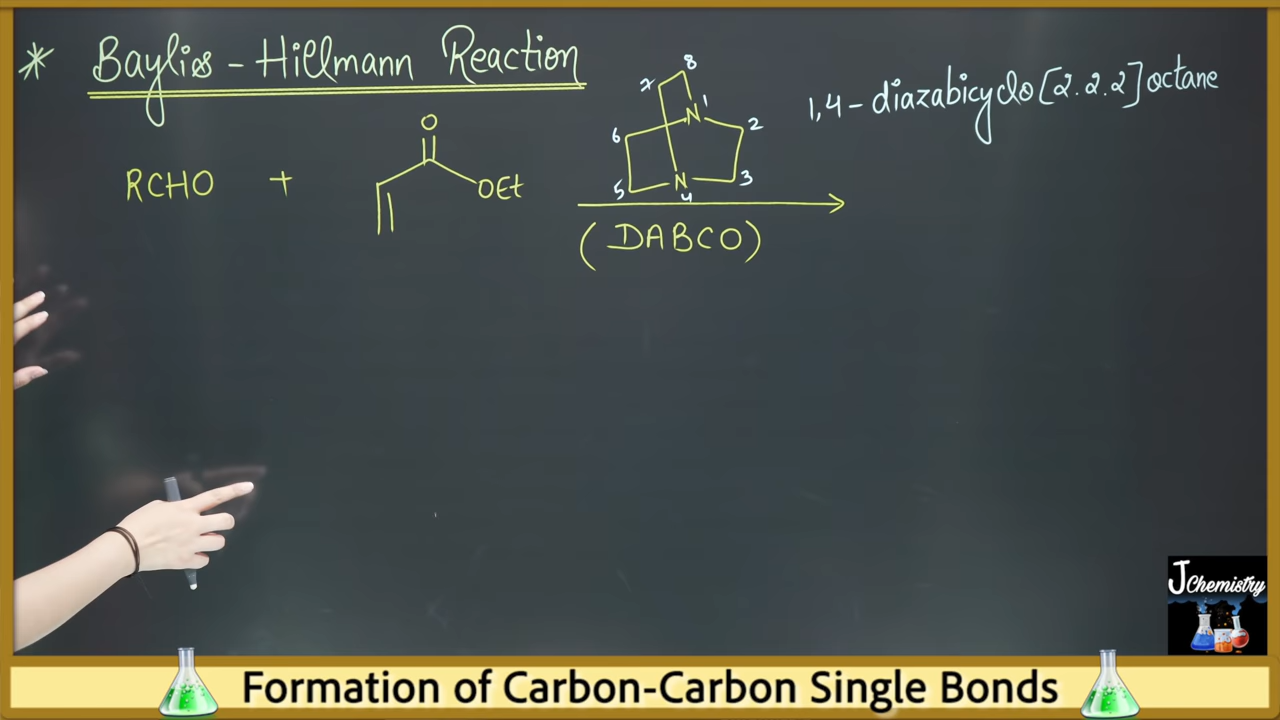 * Baylis - Hillmann Reaction
1,4 - diazabicyclo [2.2.2] octane
RCHO + O OEt
8
7 N 1
6 2
5 N 4 3
(DABCO)
J Chemistry
Formation of Carbon-Carbon Single Bonds